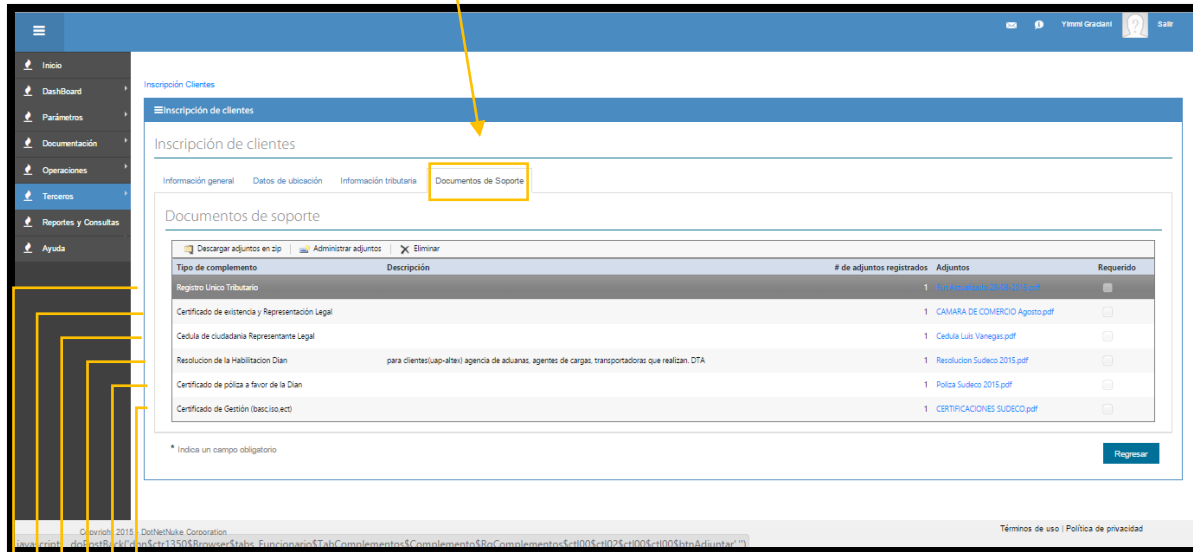 Yimmi Graciani Salir
Inicio
DashBoard
Parámetros
Documentación
Operaciones
Terceros
Reportes y Consultas
Ayuda
Inscripción Clientes
Inscripción de clientes
Inscripción de clientes
Información general Datos de ubicación Información tributaria Documentos de Soporte
Documentos de soporte
Descargar adjuntos en zip | Administrar adjuntos | Eliminar
Tipo de complemento Descripción # de adjuntos registrados Adjuntos Requerido
Registro Unico Tributario 1
Certificado de existencia y Representación Legal 1 CAMARA DE COMERCIO Agosto.pdf
Cedula de ciudadania Representante Legal 1 Cedula Luis Vanegas.pdf
Resolucion de la Habilitacion Dian para clientes(uap-altex) agencia de aduanas, agentes de cargas, transportadoras que realizan. DTA 1 Resolucion Sudeco 2015.pdf
Certificado de póliza a favor de la Dian 1 Poliza Sudeco 2015.pdf
Certificado de Gestión (basc,iso,ect) 1 CERTIFICACIONES SUDECO.pdf
* Indica un campo obligatorio
Regresar
Copyright 2015 DotNetNuke Corporation
Términos de uso | Política de privacidad